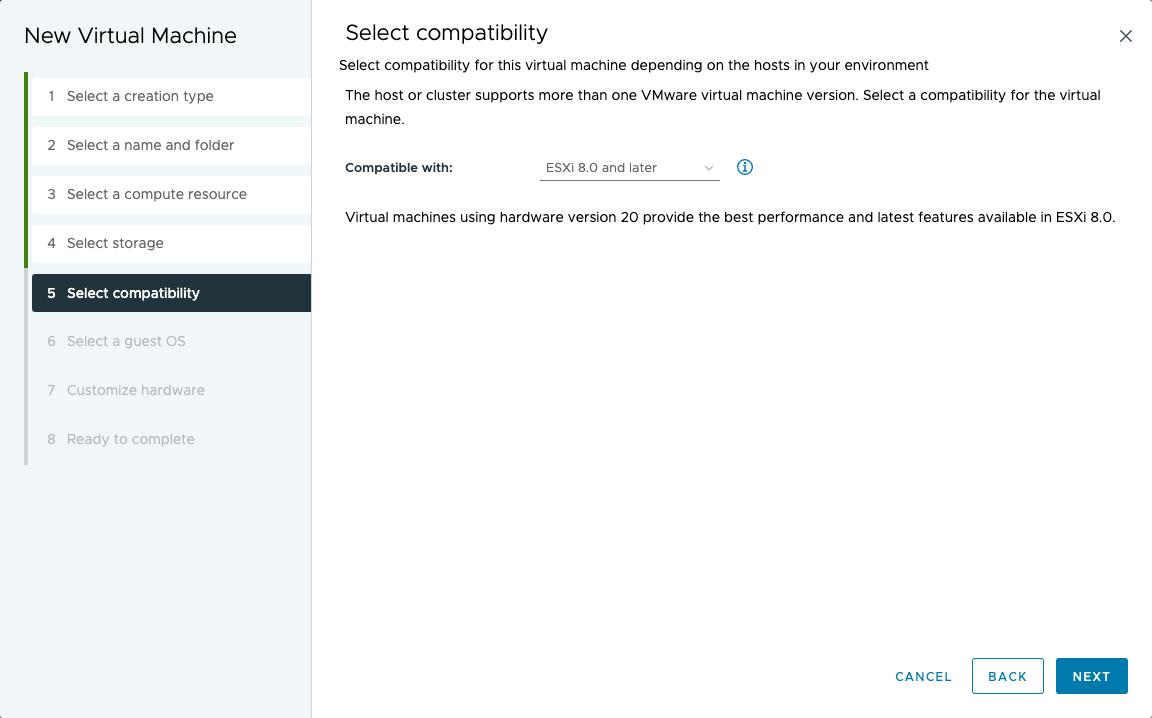 New Virtual Machine
1 Select a creation type
2 Select a name and folder
3 Select a compute resource
4 Select storage
5 Select compatibility
6 Select a guest OS
7 Customize hardware
8 Ready to complete
Select compatibility
Select compatibility for this virtual machine depending on the hosts in your environment
The host or cluster supports more than one VMware virtual machine version. Select a compatibility for the virtual
machine.
Compatible with: ESXi 8.0 and later
Virtual machines using hardware version 20 provide the best performance and latest features available in ESXi 8.0.
CANCEL BACK NEXT